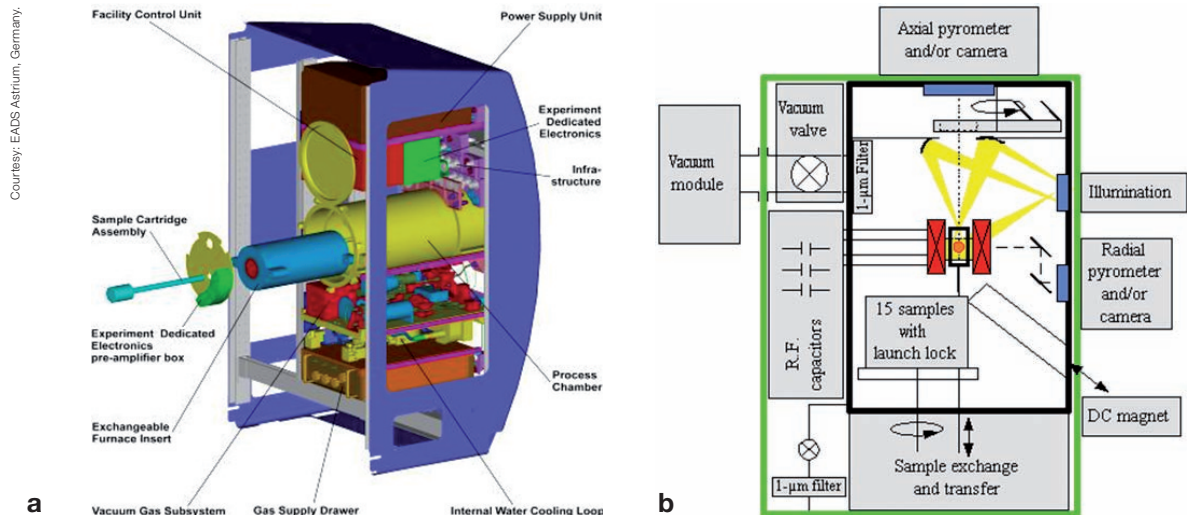 Courtesy: EADS Astrium, Germany.
Facility Control Unit
Power Supply Unit
Experiment
Dedicated
Electronics
Infra-
structure
Sample Cartridge
Assembly
Experiment Dedicated
Electronics
pre-amplifier box
Process
Chamber
Exchangeable
Furnace Insert
Vacuum Gas Subsystem
Gas Supply Drawer
Internal Water Cooling Loop
a
Axial pyrometer
and/or camera
Vacuum
valve
Vacuum
module
1-µm Filter
Illumination
Radial
pyrometer
and/or
camera
15 samples
with
launch lock
R.F.
capacitors
DC magnet
Sample exchange
and transfer
1-µm filter
b